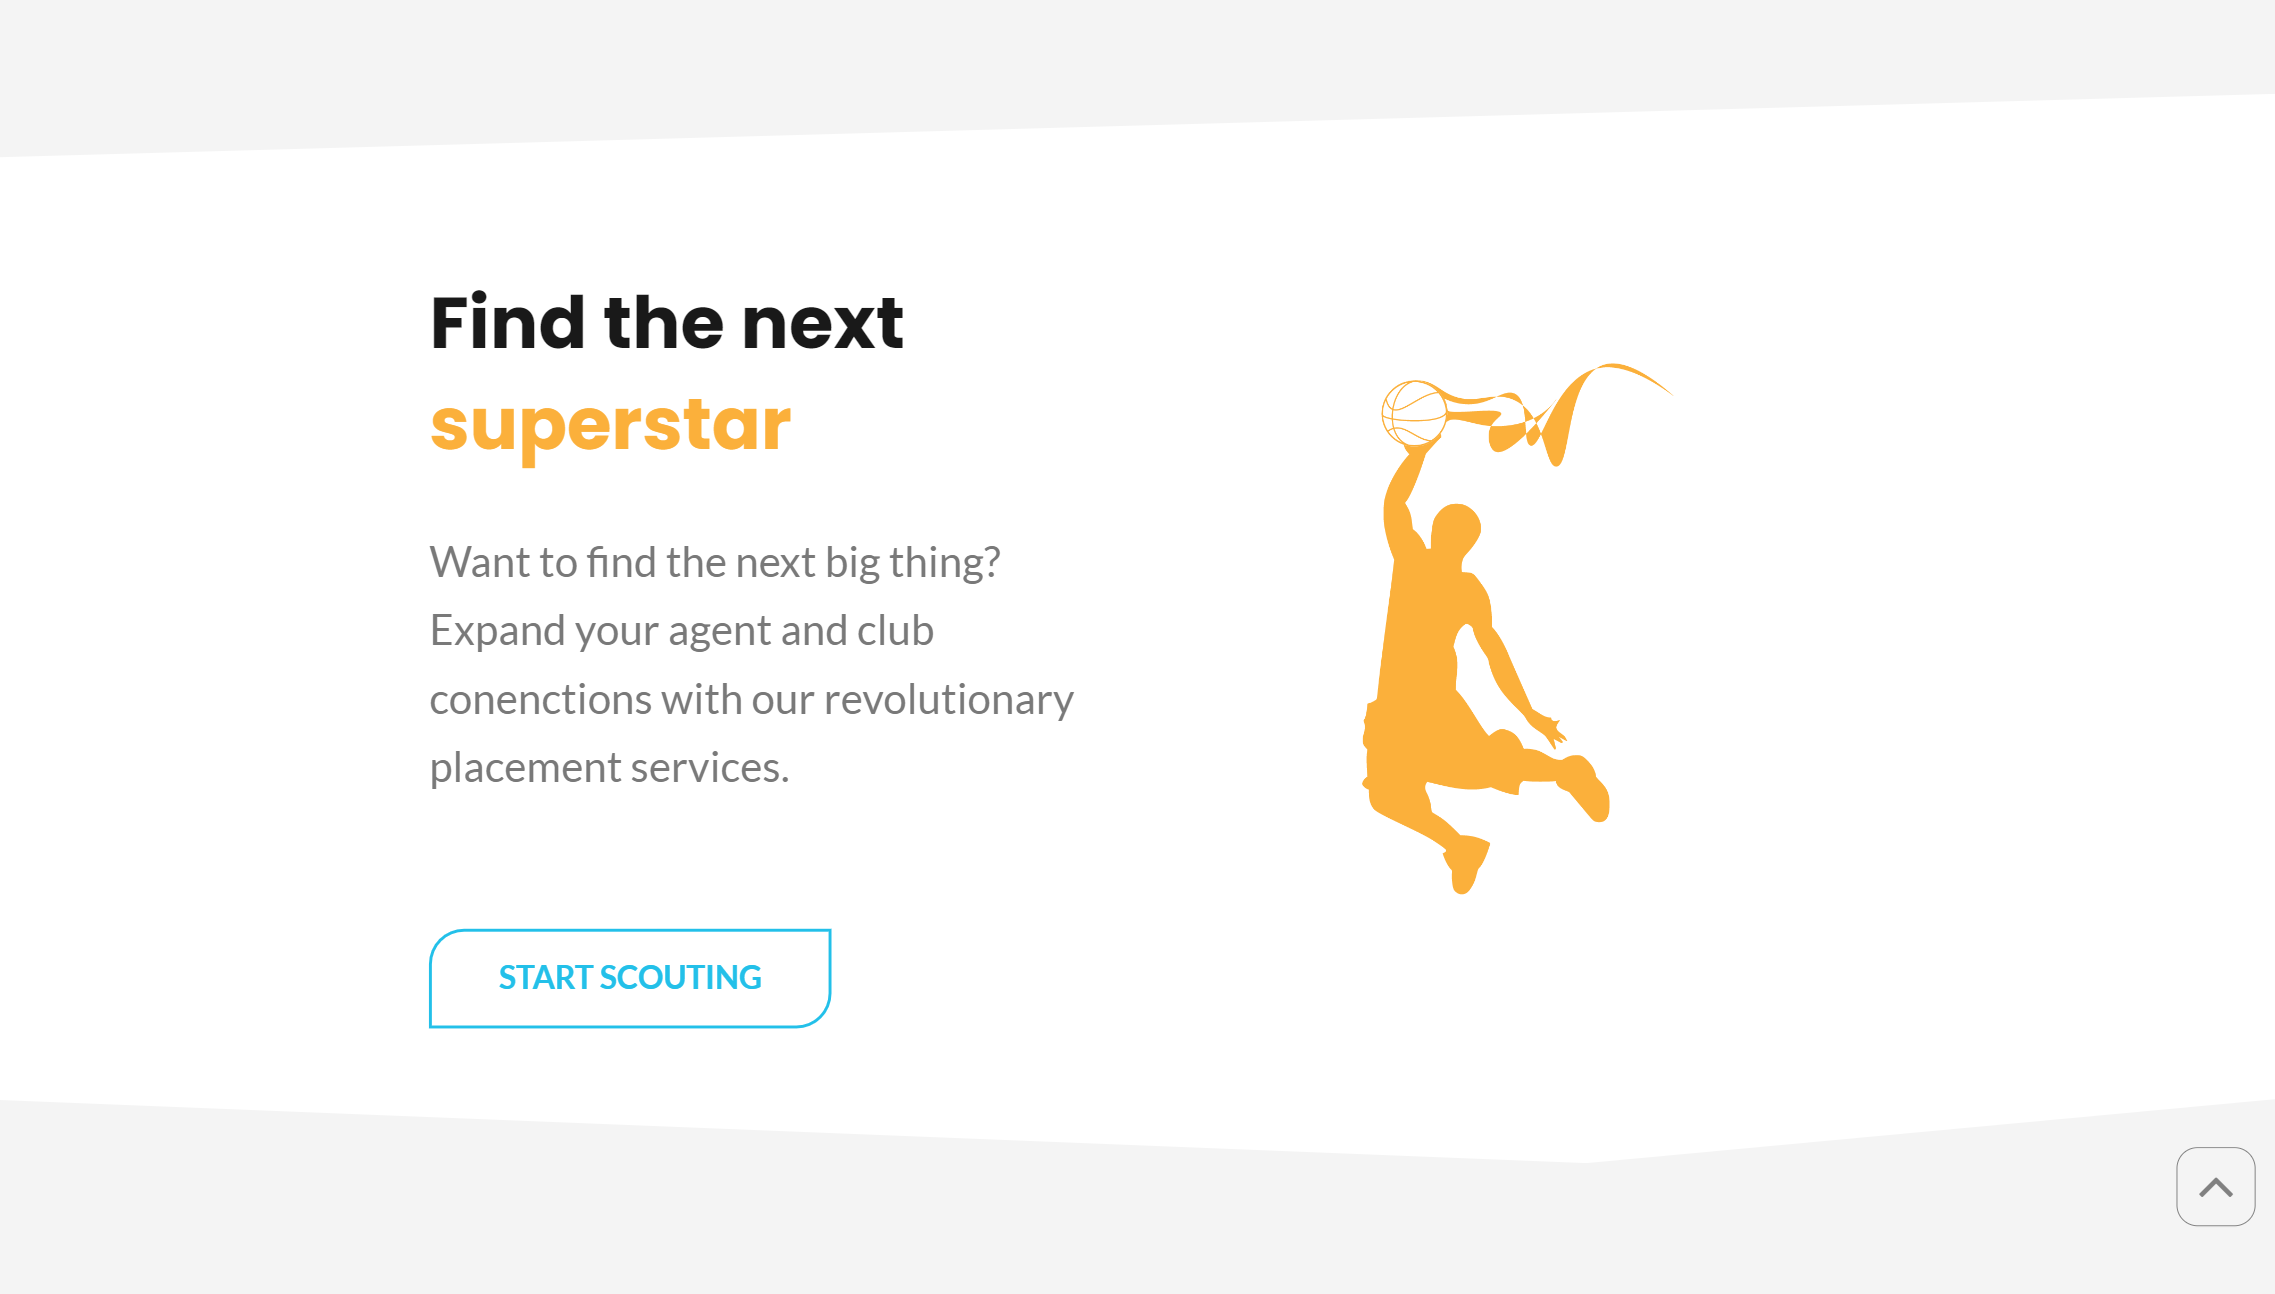 Find the next
superstar
Want to find the next big thing?
Expand your agent and club
conenctions with our revolutionary
placement services.
START SCOUTING